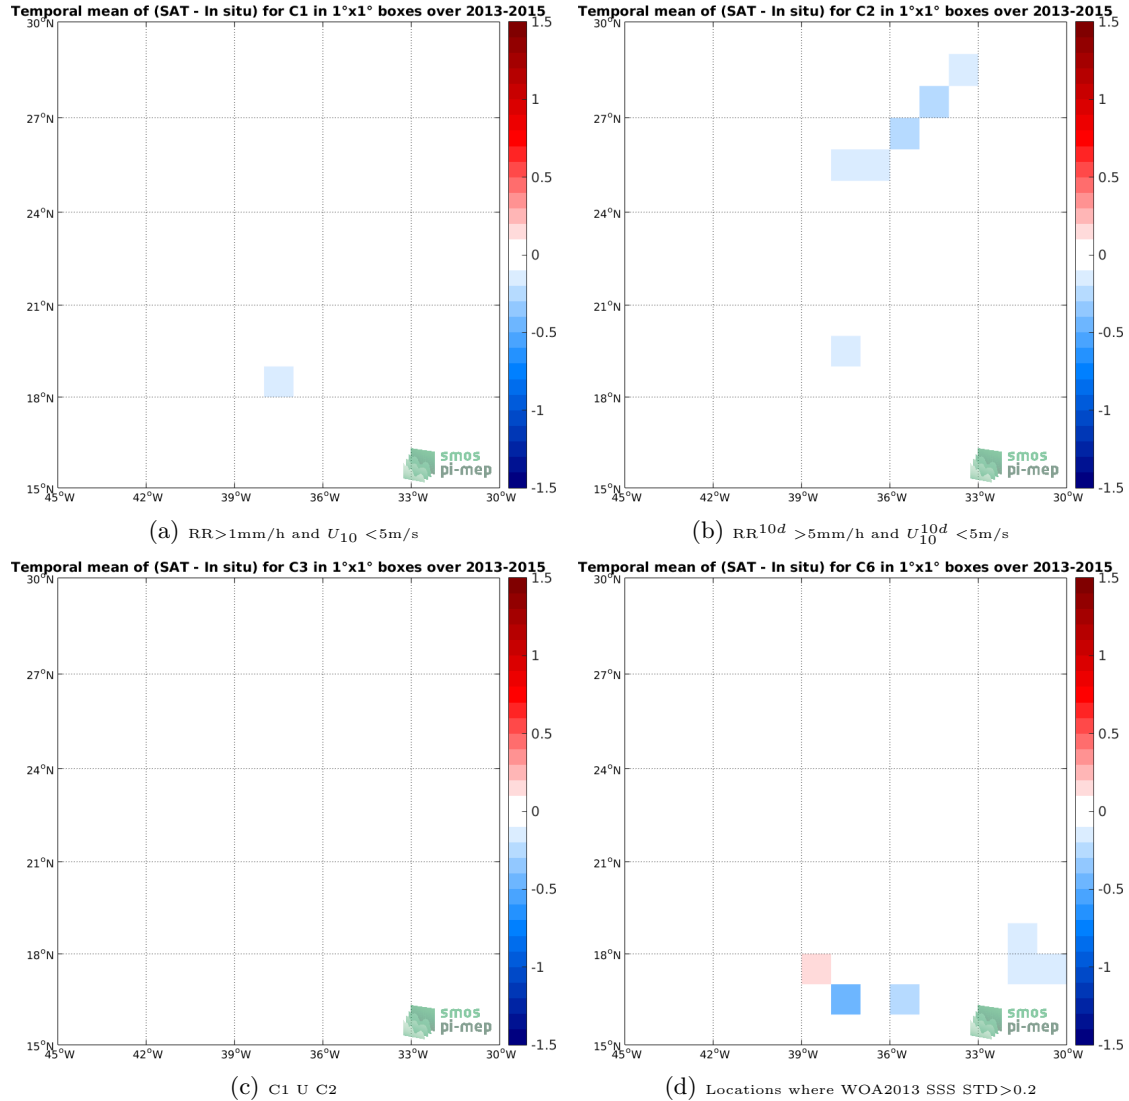 Temporal mean of (SAT - In situ) for C1 in 1°x1° boxes over 2013-2015
30°N
27°N
24°N
21°N
18°N
15°N
45°W 42°W 39°W 36°W 33°W 30°W
1.5
1
0.5
0
-0.5
-1
-1.5
smos
pi-mep
(a) RR>1mm/h and U10 <5m/s
Temporal mean of (SAT - In situ) for C2 in 1°x1° boxes over 2013-2015
30°N
27°N
24°N
21°N
18°N
15°N
45°W 42°W 39°W 36°W 33°W 30°W
1.5
1
0.5
0
-0.5
-1
-1.5
smos
pi-mep
(b) RR10d >5mm/h and U10d10 <5m/s
Temporal mean of (SAT - In situ) for C3 in 1°x1° boxes over 2013-2015
30°N
27°N
24°N
21°N
18°N
15°N
45°W 42°W 39°W 36°W 33°W 30°W
1.5
1
0.5
0
-0.5
-1
-1.5
smos
pi-mep
(c) C1 U C2
Temporal mean of (SAT - In situ) for C6 in 1°x1° boxes over 2013-2015
30°N
27°N
24°N
21°N
18°N
15°N
45°W 42°W 39°W 36°W 33°W 30°W
1.5
1
0.5
0
-0.5
-1
-1.5
smos
pi-mep
(d) Locations where WOA2013 SSS STD>0.2